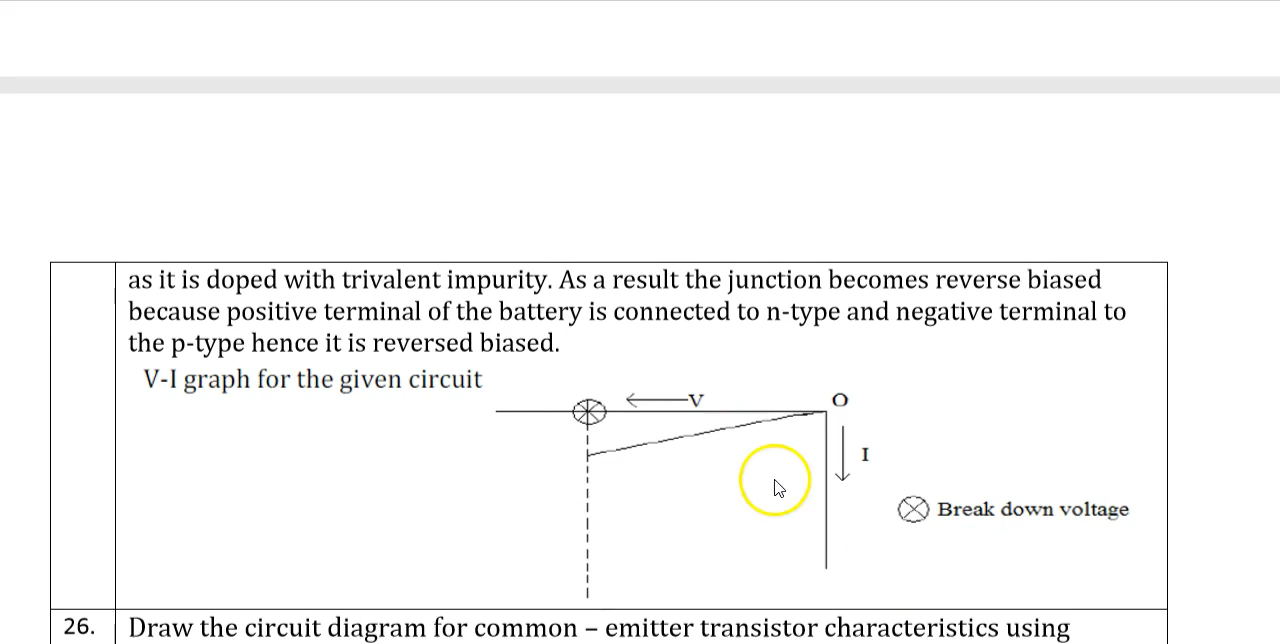 as it is doped with trivalent impurity. As a result the junction becomes reverse biased
because positive terminal of the battery is connected to n-type and negative terminal to
the p-type hence it is reversed biased.
V-I graph for the given circuit
V
O
I
Break down voltage
26. Draw the circuit diagram for common – emitter transistor characteristics using